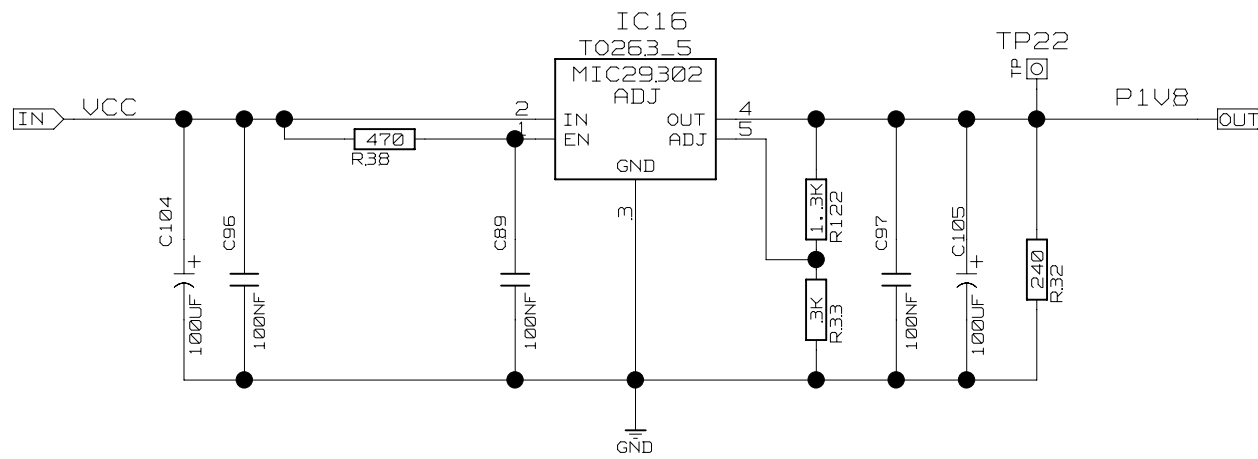 IC16
TO263_5
MIC29302
ADJ
TP22
TP
IN
VCC
2
IN
1
EN
OUT
4
ADJ
5
GND
3
P1V8
OUT
470
R38
C104
100UF
C96
100NF
C89
100NF
1.3K
R122
3K
R33
C97
100NF
C105
100UF
240
R32
+
+
GND